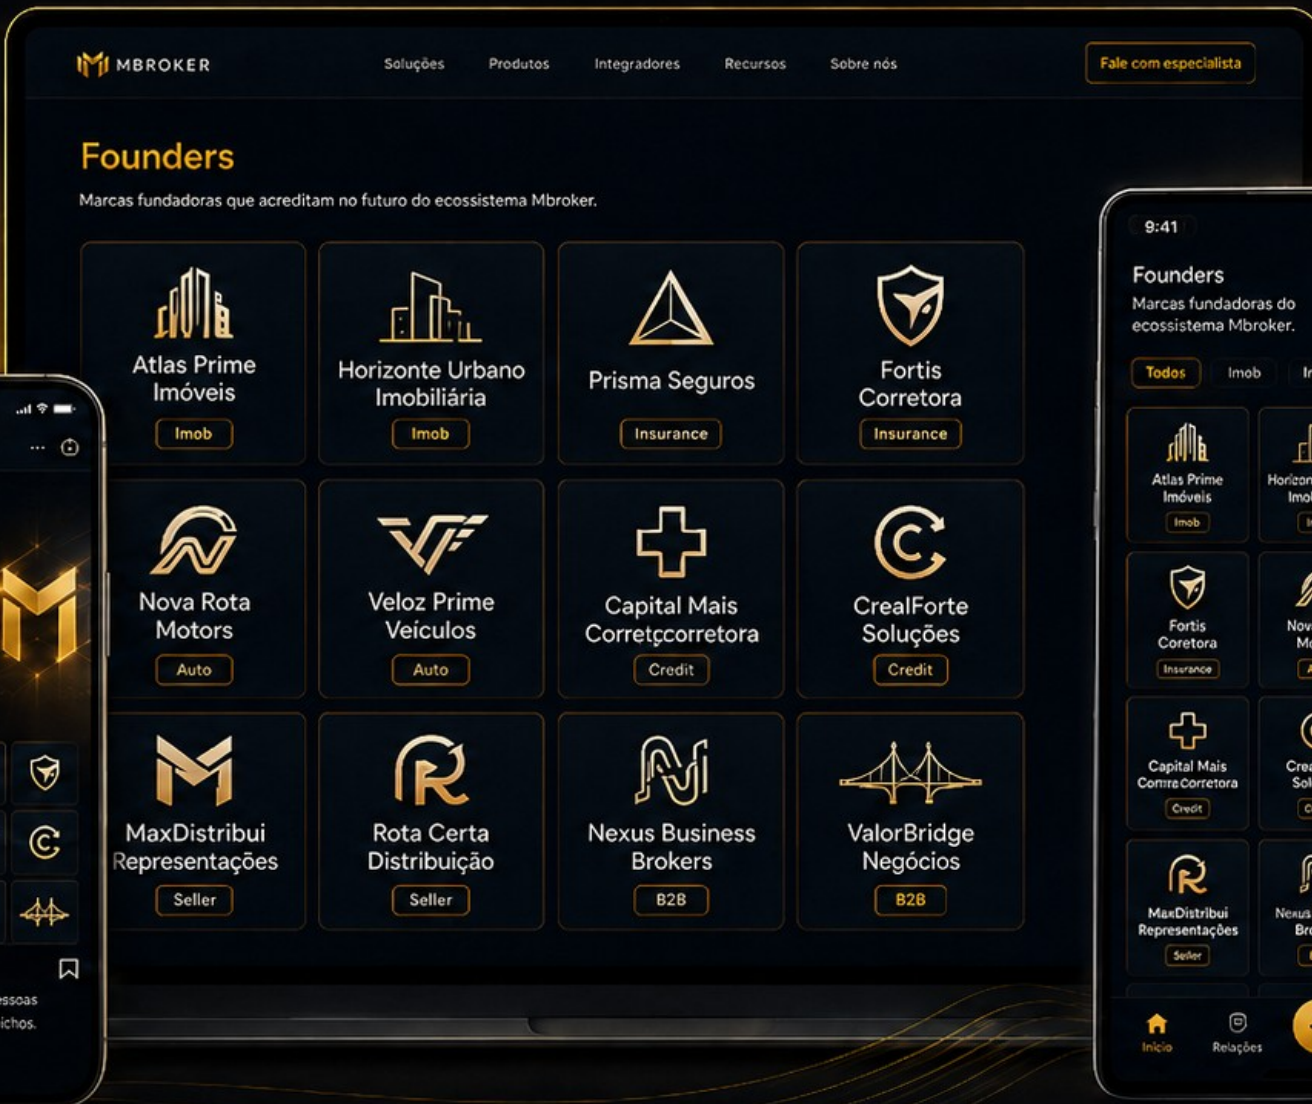 MBROKER
Soluções
Produtos
Integradores
Recursos
Sobre nós
Fale com especialista
Founders
Marcas fundadoras que acreditam no futuro do ecossistema Mbroker.
Atlas Prime
Imóveis
Imob
Horizonte Urbano
Imobiliária
Imob
Prisma Seguros
Insurance
Fortis
Corretora
Insurance
Nova Rota
Motors
Auto
Veloz Prime
Veículos
Auto
Capital Mais
Corretçcorretora
Credit
CrealForte
Soluções
Credit
MaxDistribui
Representações
Seller
Rota Certa
Distribuição
Seller
Nexus Business
Brokers
B2B
ValorBridge
Negócios
B2B
9:41
Founders
Marcas fundadoras do
ecossistema Mbroker.
Todos
Imob
Atlas Prime
Imóveis
Imob
Fortis
Coretora
Insurance
Capital Mais
Credit
MaxDistribui
Representações
Seller
Início
Relações